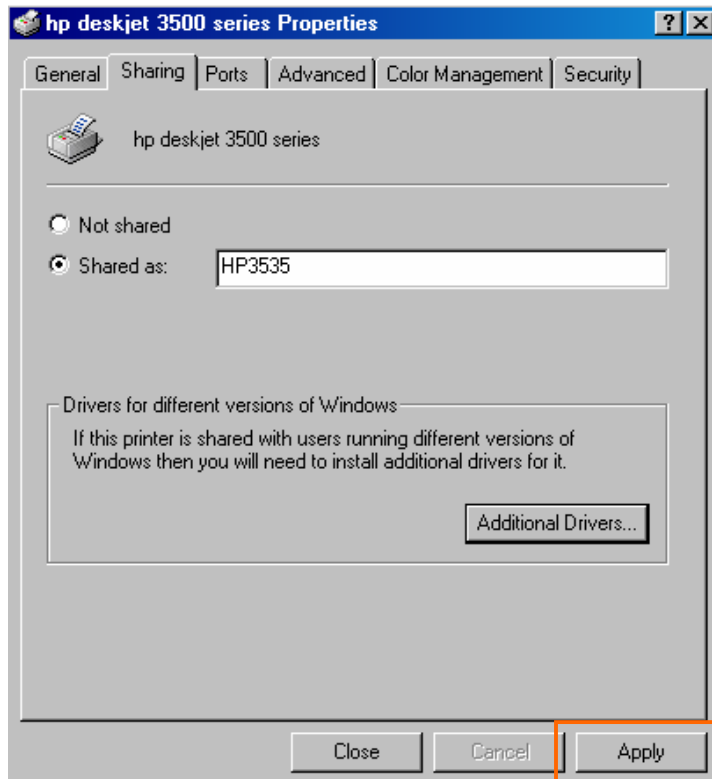 hp deskjet 3500 series Properties
General Sharing Ports Advanced Color Management Security
hp deskjet 3500 series
Not shared
Shared as: HP3535
Drivers for different versions of Windows
If this printer is shared with users running different versions of
Windows then you will need to install additional drivers for it.
Additional Drivers...
Close Cancel Apply